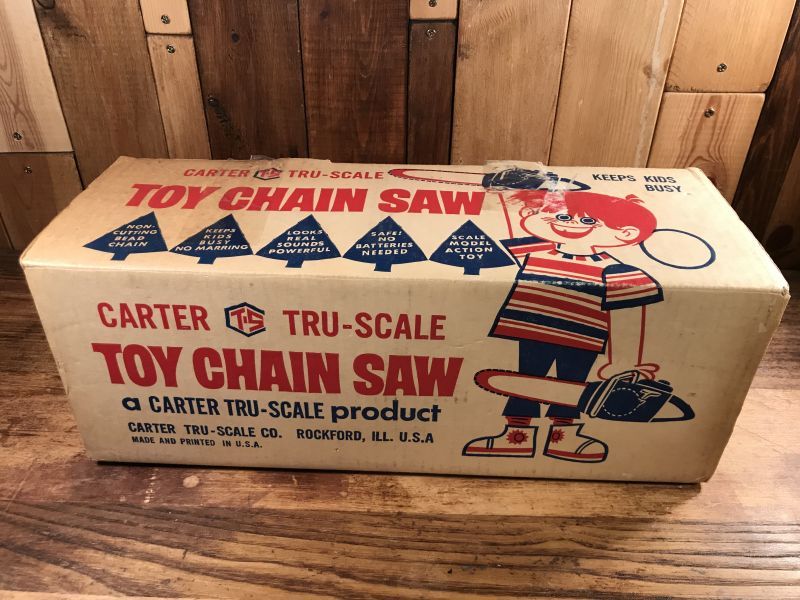 CARTER TS TRU-SCALE
TOY CHAIN SAW
KEEPS KIDS
BUSY
NON-
CUTTING
BEAD
CHAIN
KEEPS
KIDS
BUSY
NO MARRING
LOOKS
REAL
SOUNDS
POWERFUL
SAFE!
NO
BATTERIES
NEEDED
SCALE
MODEL
ACTION
TOY
CARTER TS TRU-SCALE
TOY CHAIN SAW
a CARTER TRU-SCALE product
CARTER TRU-SCALE CO. ROCKFORD, ILL. U.S.A
MADE AND PRINTED IN U.S.A.